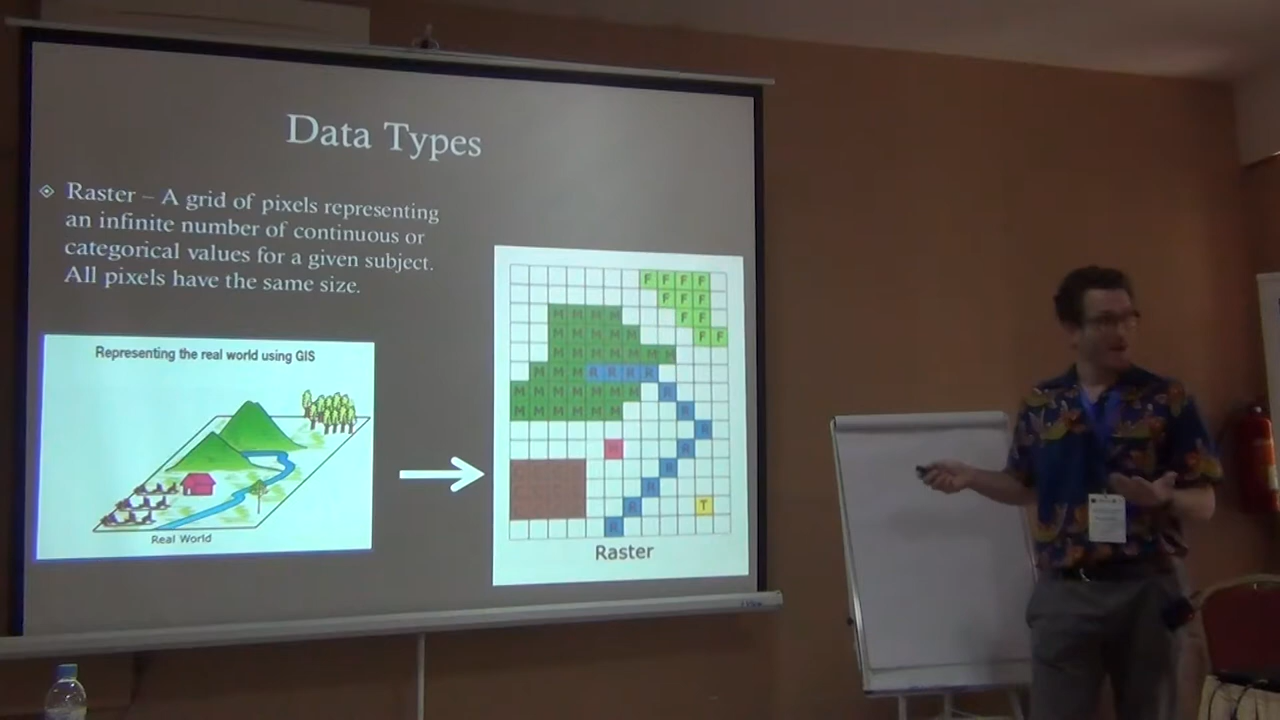 Data Types
Raster – A grid of pixels representing
an infinite number of continuous or
categorical values for a given subject.
All pixels have the same size.
Representing the real world using GIS
Real World
F F F F
F F F
M M M M F F
M M M M M F F
M M M M M M M
M M M R R R R
M M M M M M M R
M M M M M M R
R
R
R
R
R T
R
Raster